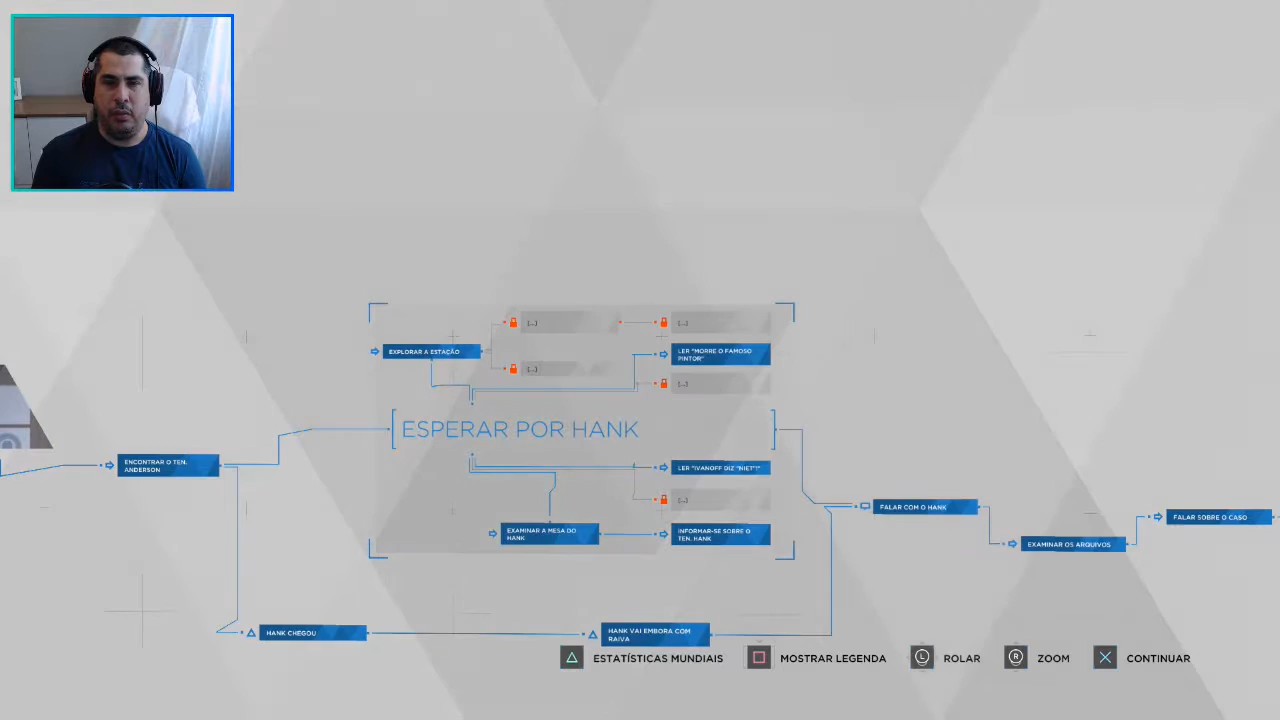 [...]
[...]
EXPLORAR A ESTAÇÃO
LER "MORRE O FAMOSO
PINTOR"
[...]
[...]
ESPERAR POR HANK
ENCONTRAR O TEN.
ANDERSON
LER "IVANOFF DIZ "NIET"!"
[...]
FALAR COM O HANK
FALAR SOBRE O CASO
EXAMINAR A MESA DO
HANK
INFORMAR-SE SOBRE O
TEN. HANK
EXAMINAR OS ARQUIVOS
HANK CHEGOU
HANK VAI EMBORA COM
RAIVA
ESTATÍSTICAS MUNDIAIS
MOSTRAR LEGENDA
L
ROLAR
R
ZOOM
CONTINUAR